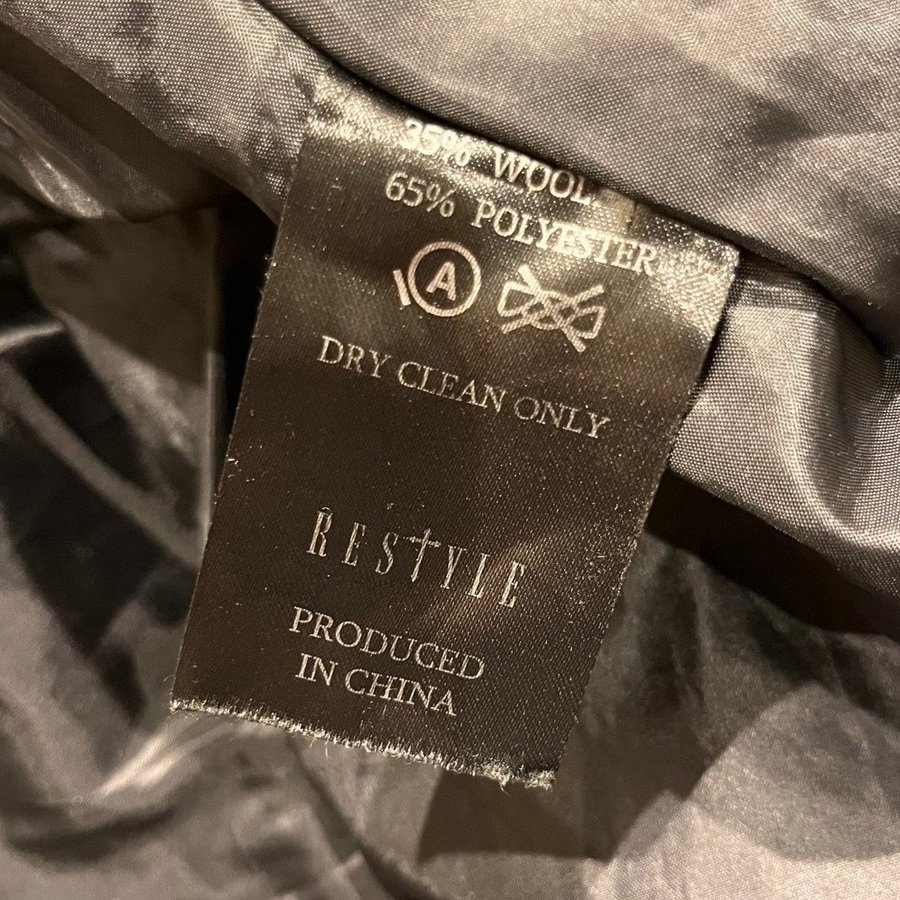 35% WOOL
65% POLYESTER
A
DRY CLEAN ONLY
RESTYLE
PRODUCED
IN CHINA